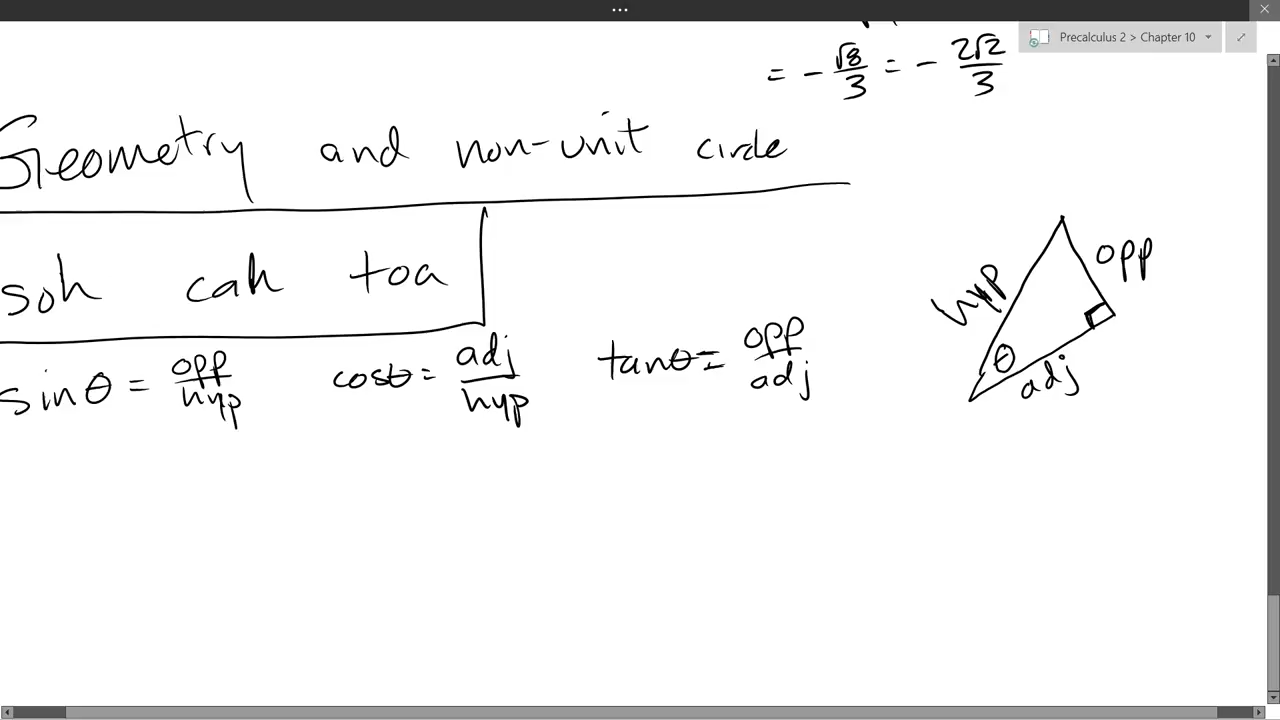 Precalculus 2 > Chapter 10
= - √8/3 = - 2√2/3
Geometry and non-unit circle
soh cah toa
sinθ = opp/hyp cosθ = adj/hyp tanθ = opp/adj
hyp
opp
θ
adj